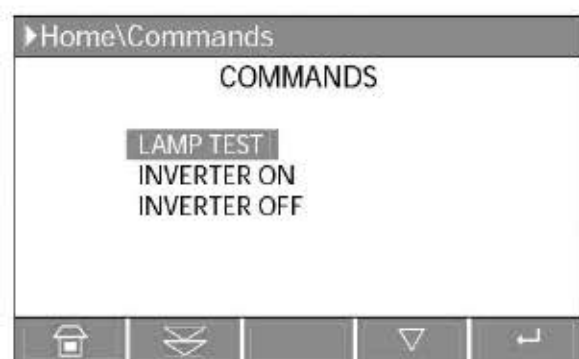 Home\Commands
COMMANDS
LAMP TEST
INVERTER ON
INVERTER OFF